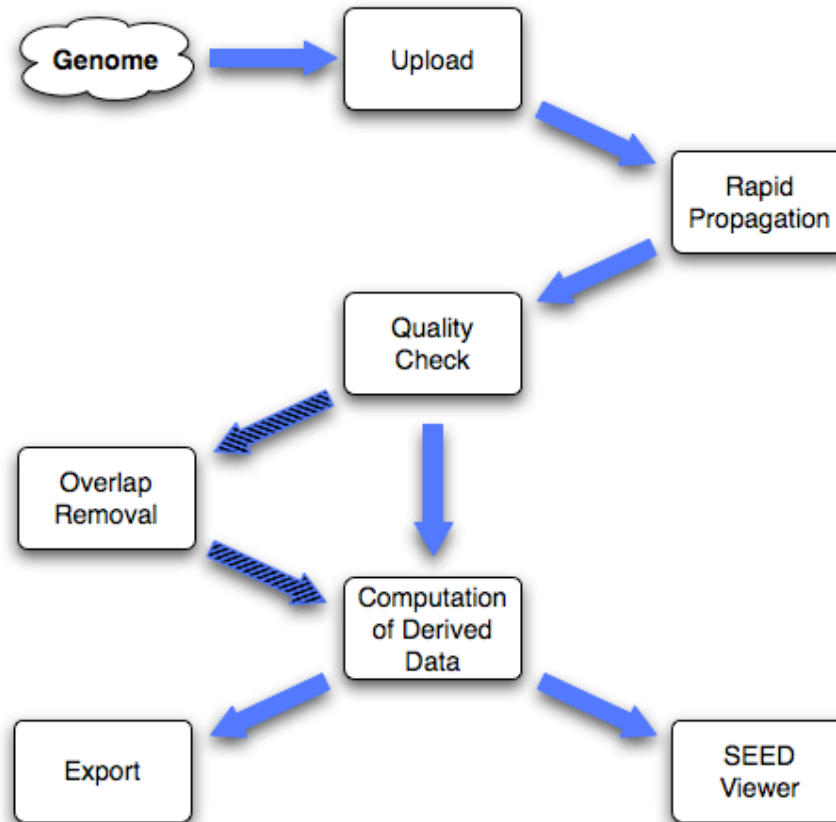 Genome
Upload
Rapid
Propagation
Quality
Check
Overlap
Removal
Computation
of Derived
Data
Export
SEED
Viewer